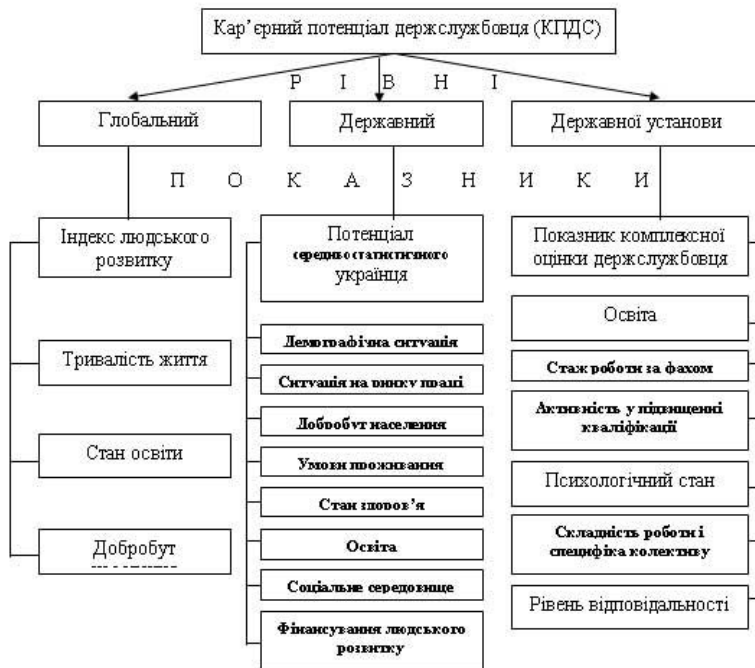 Кар’єрний потенціал держслужбовця (КПДС)
Р І В Н І
Глобальний
Державний
Державної установи
П О К А З Н И К И
Індекс людського
розвитку
Тривалість життя
Стан освіти
Добробут
Потенціал
середньостатистичного
українця
Демографічна ситуація
Ситуація на ринку праці
Добробут населення
Умови проживання
Стан здоров’я
Освіта
Соціальне середовище
Фінансування людського
розвитку
Показник комплексної
оцінки держслужбовця
Освіта
Стаж роботи за фахом
Активність у підвищенні
кваліфікації
Психологічний стан
Складність роботи і
специфіка колективу
Рівень відповідальності